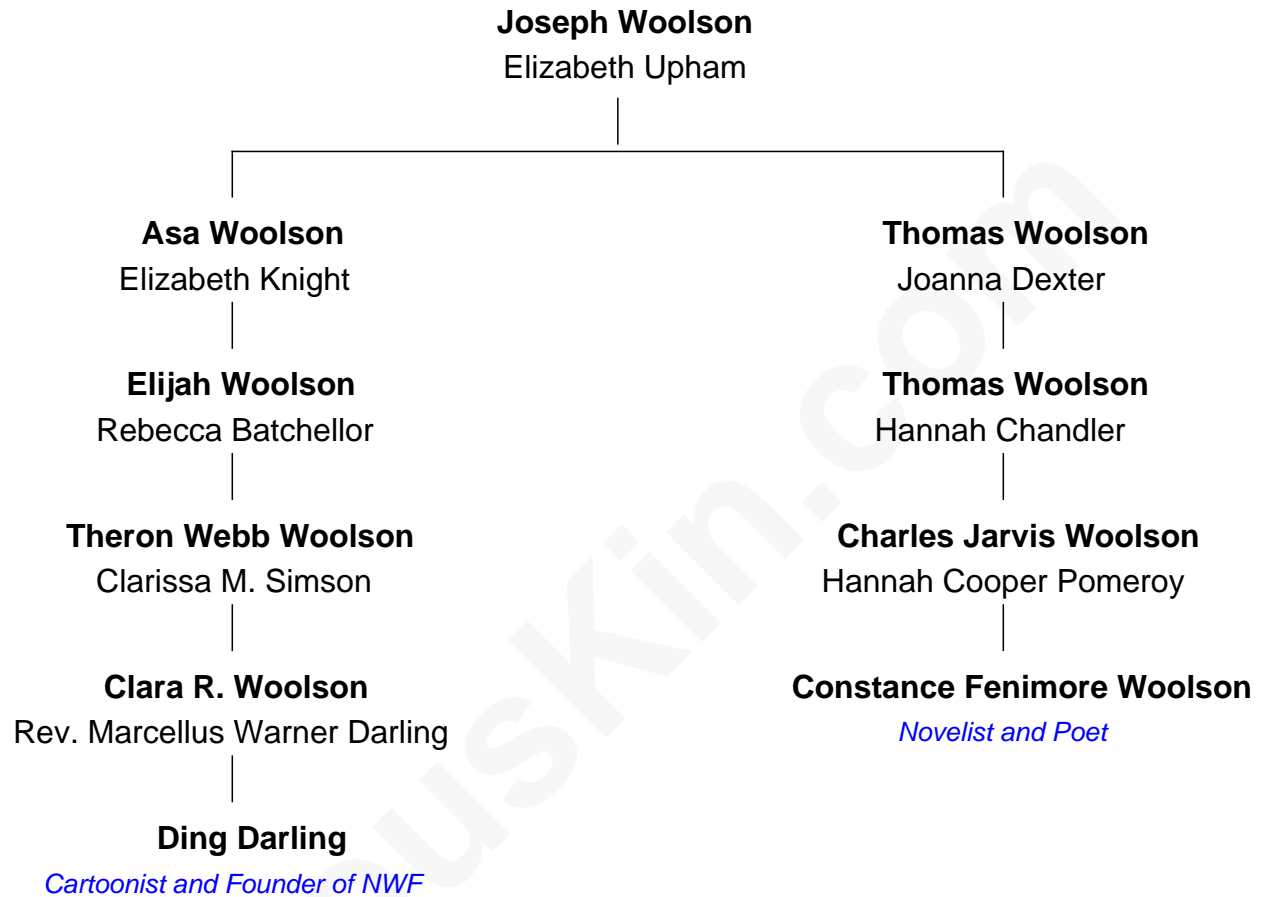 Joseph Woolson
Elizabeth Upham
Asa Woolson
Elizabeth Knight
Elijah Woolson
Rebecca Batchellor
Theron Webb Woolson
Clarissa M. Simson
Clara R. Woolson
Rev. Marcellus Warner Darling
Ding Darling
Cartoonist and Founder of NWF
Thomas Woolson
Joanna Dexter
Thomas Woolson
Hannah Chandler
Charles Jarvis Woolson
Hannah Cooper Pomeroy
Constance Fenimore Woolson
Novelist and Poet
ousKin.com